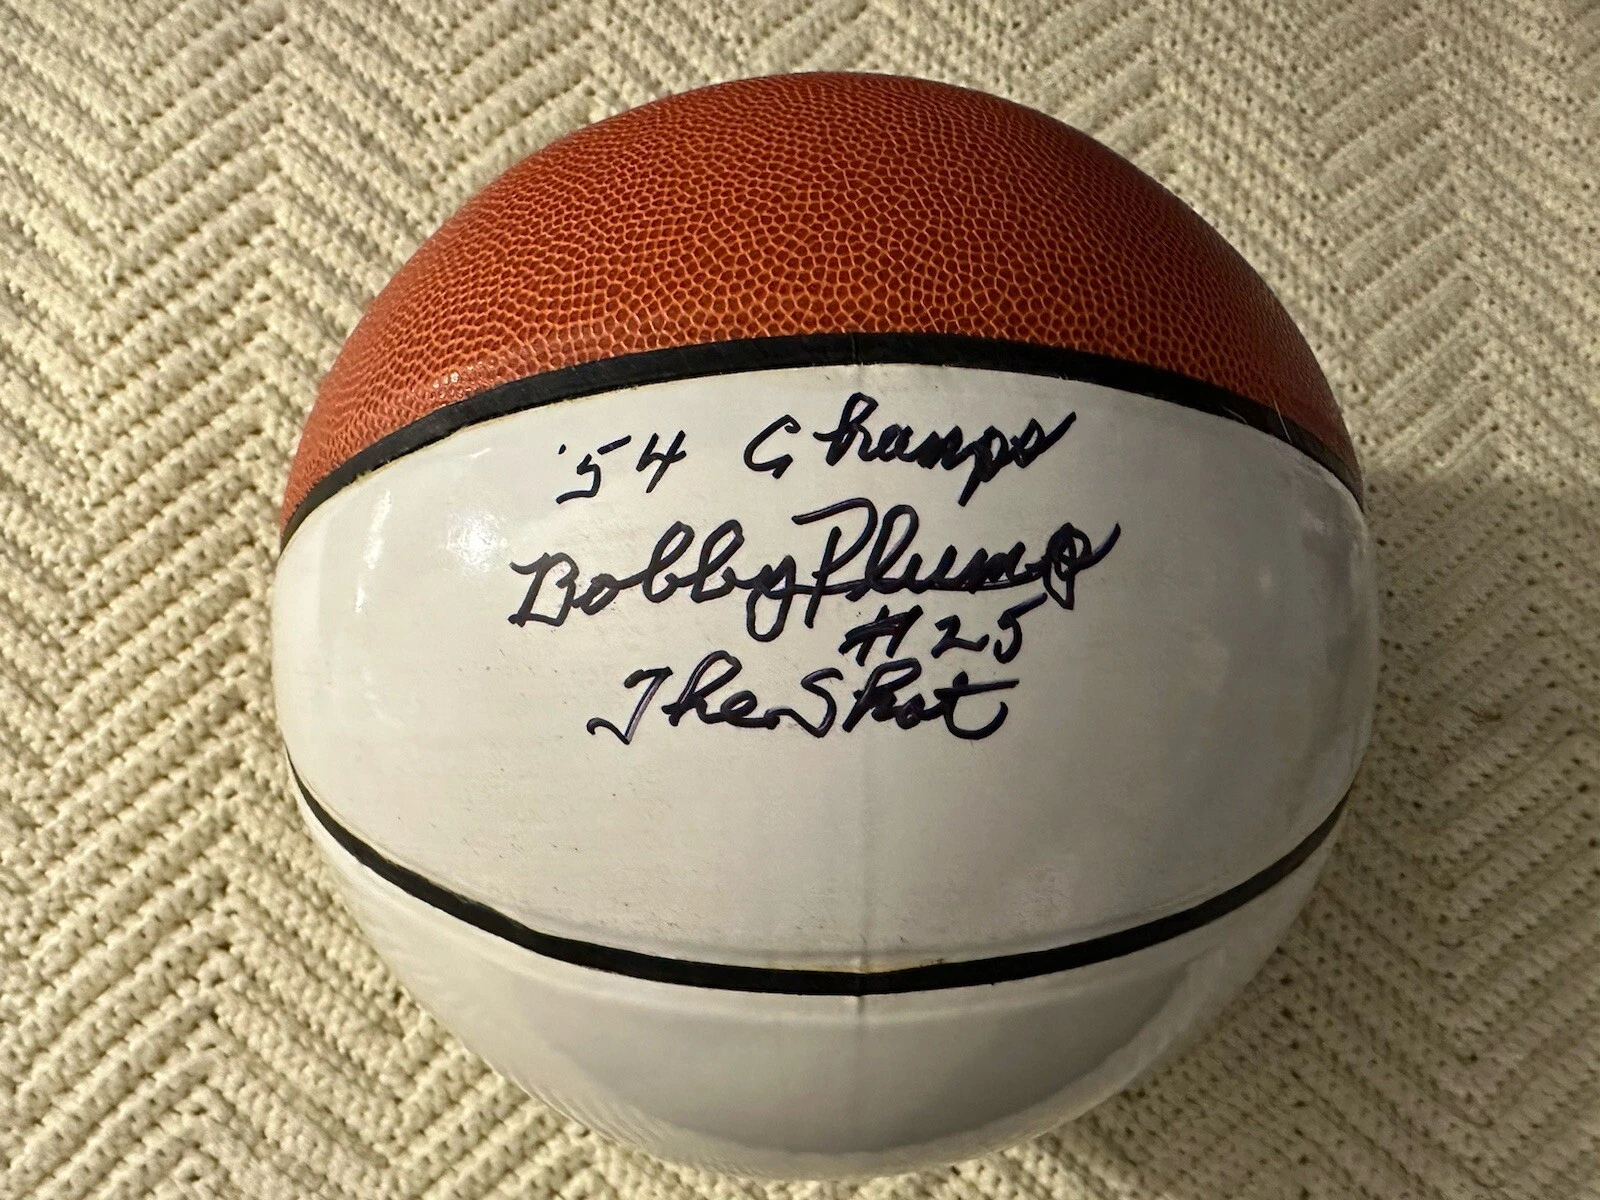 '54 Champs
Bobby Plump
#25
The Shot